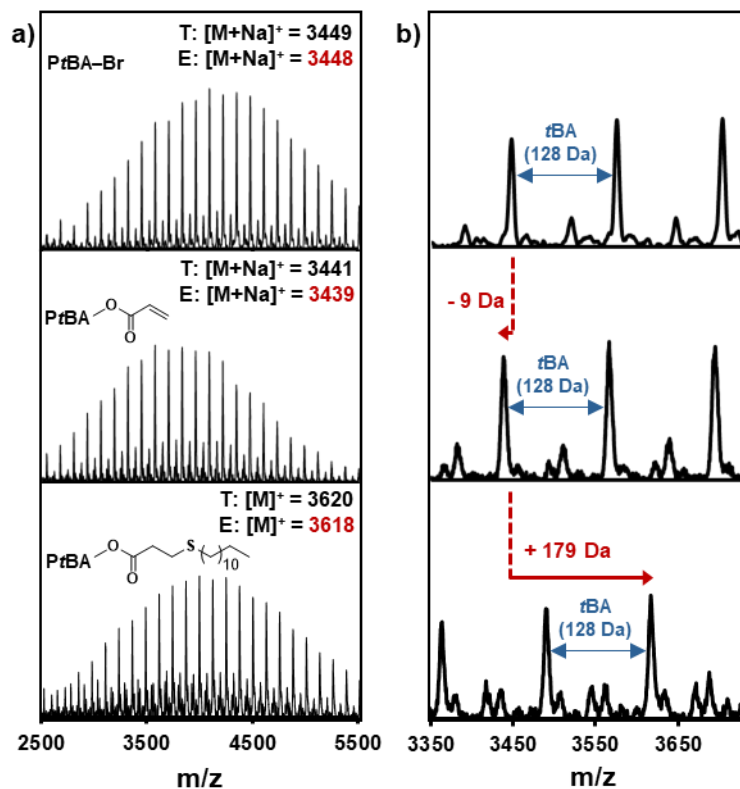 a)
PtBA–Br
T: [M+Na]⁺ = 3449
E: [M+Na]⁺ = 3448
T: [M+Na]⁺ = 3441
E: [M+Na]⁺ = 3439
PtBA
O
O
T: [M]⁺ = 3620
E: [M]⁺ = 3618
PtBA
O
O
S
10
2500 3500 4500 5500
m/z
b)
tBA
(128 Da)
- 9 Da
tBA
(128 Da)
+ 179 Da
tBA
(128 Da)
3350 3450 3550 3650
m/z